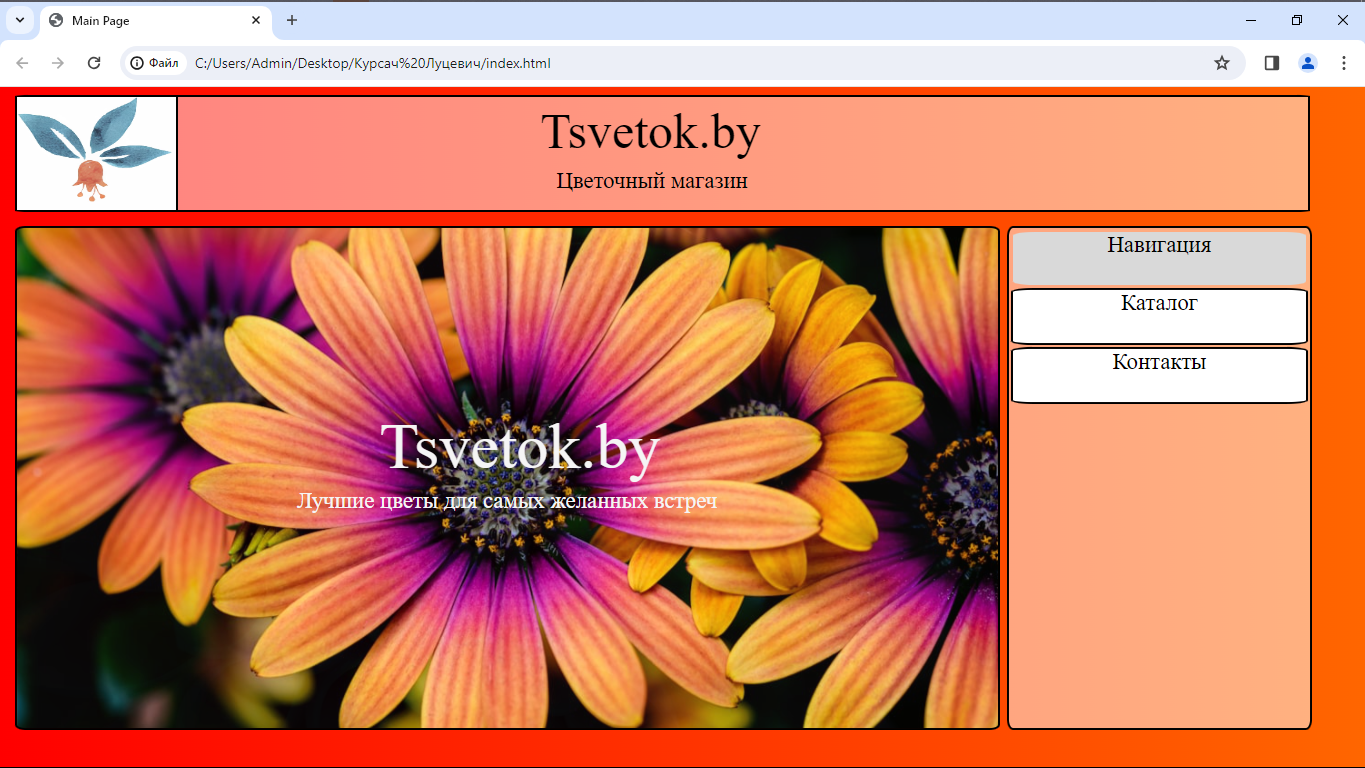 Main Page
Файл
C:/Users/Admin/Desktop/Курсач%20Луцевич/index.html
Tsvetok.by
Цветочный магазин
Tsvetok.by
Лучшие цветы для самых желанных встреч
Навигация
Каталог
Контакты